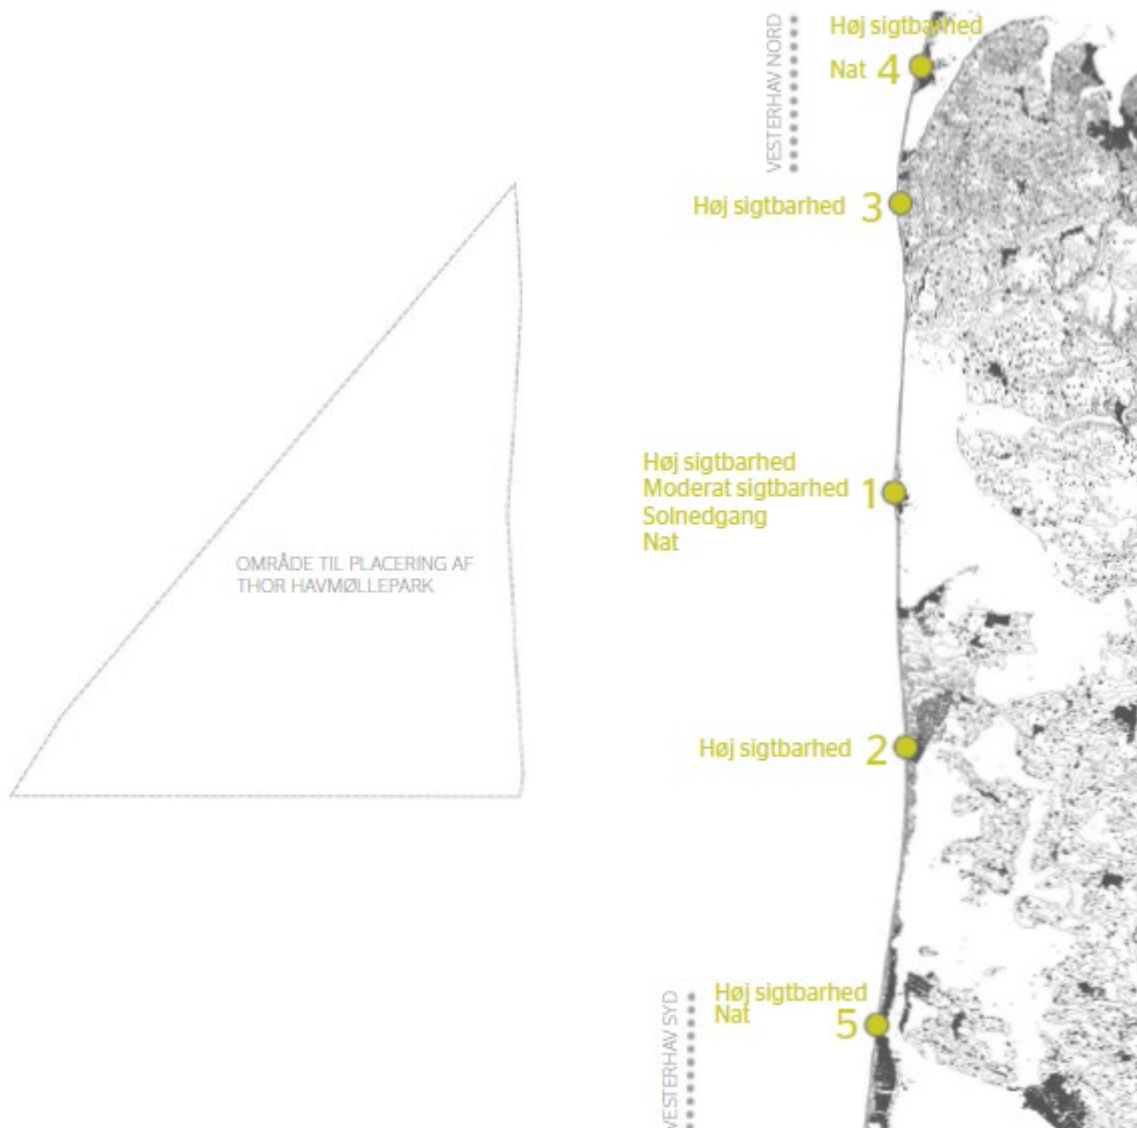 VESTERHAV NORD
Høj sigtbarhed
Nat 4
Høj sigtbarhed 3
Høj sigtbarhed
Moderat sigtbarhed 1
Solnedgang
Nat
OMRÅDE TIL PLACERING AF
THOR HAVMØLLEPARK
Høj sigtbarhed 2
VESTERHAV SYD
Høj sigtbarhed
Nat
5